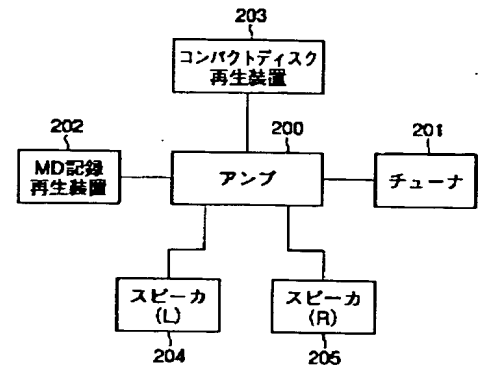 203
コンパクトディスク
再生装置
202
200
201
MD記録
再生装置
アンプ
チューナ
スピーカ
(L)
スピーカ
(R)
204
205